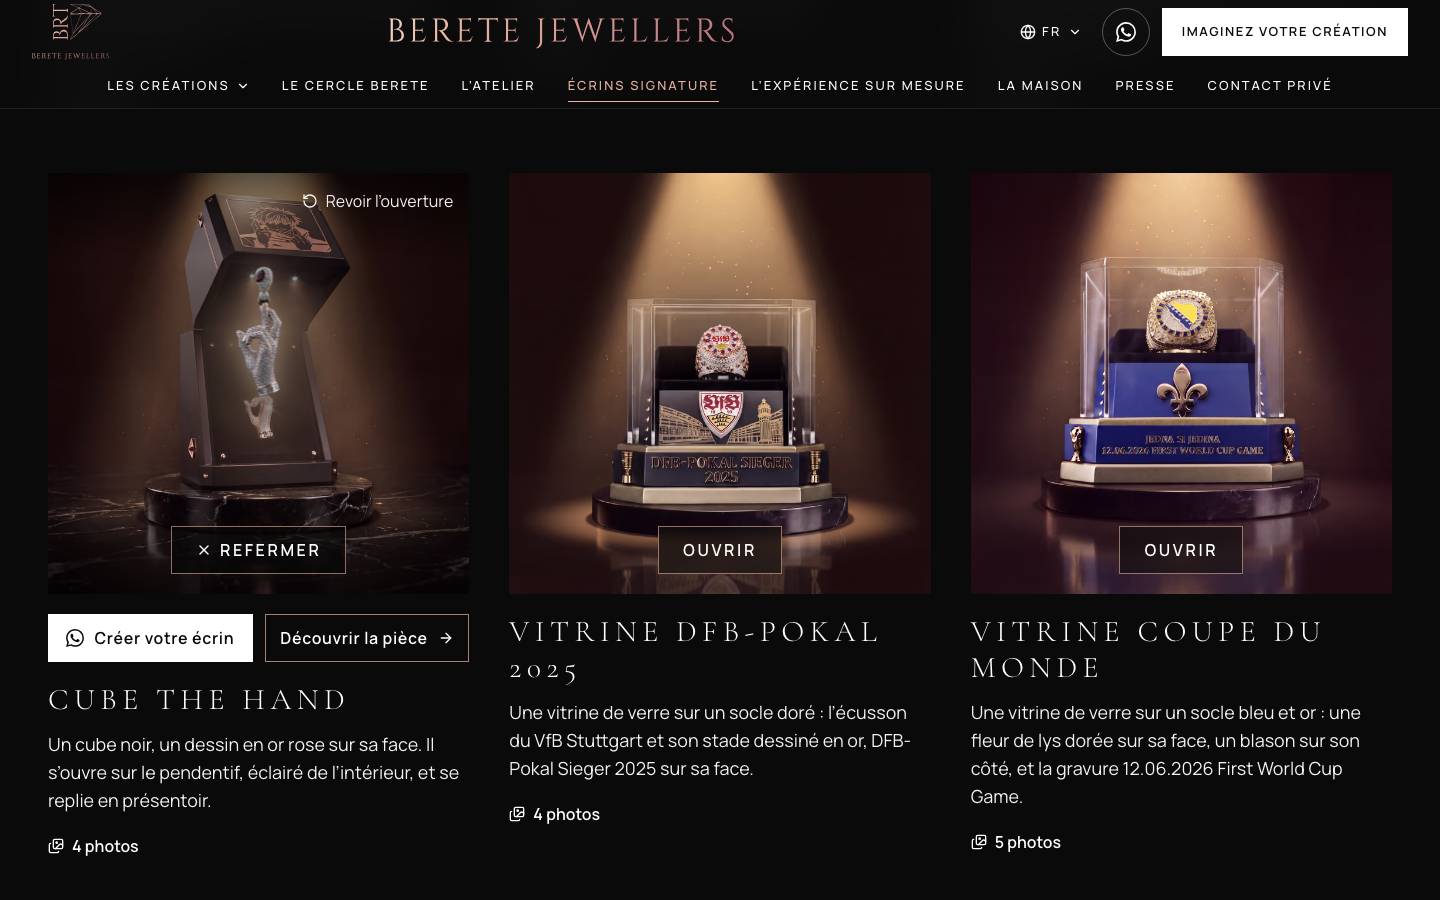 BRT
BERETE JEWELLERS
BERETE JEWELLERS
FR
IMAGINEZ VOTRE CRÉATION
LES CRÉATIONS
LE CERCLE BERETE
L'ATELIER
ÉCRINS SIGNATURE
L'EXPÉRIENCE SUR MESURE
LA MAISON
PRESSE
CONTACT PRIVÉ
Revoir l'ouverture
REFERMER
VfB
VfB
DFB-POKAL SIEGER
2025
OUVRIR
JEDNA SI JEDINA
12.06.2026 FIRST WORLD CUP GAME
OUVRIR
Créer votre écrin
Découvrir la pièce
CUBE THE HAND
Un cube noir, un dessin en or rose sur sa face. Il
s'ouvre sur le pendentif, éclairé de l'intérieur, et se
replie en présentoir.
4 photos
VITRINE DFB-POKAL
2025
Une vitrine de verre sur un socle doré : l'écusson
du VfB Stuttgart et son stade dessiné en or, DFB-
Pokal Sieger 2025 sur sa face.
4 photos
VITRINE COUPE DU
MONDE
Une vitrine de verre sur un socle bleu et or : une
fleur de lys dorée sur sa face, un blason sur son
côté, et la gravure 12.06.2026 First World Cup
Game.
5 photos